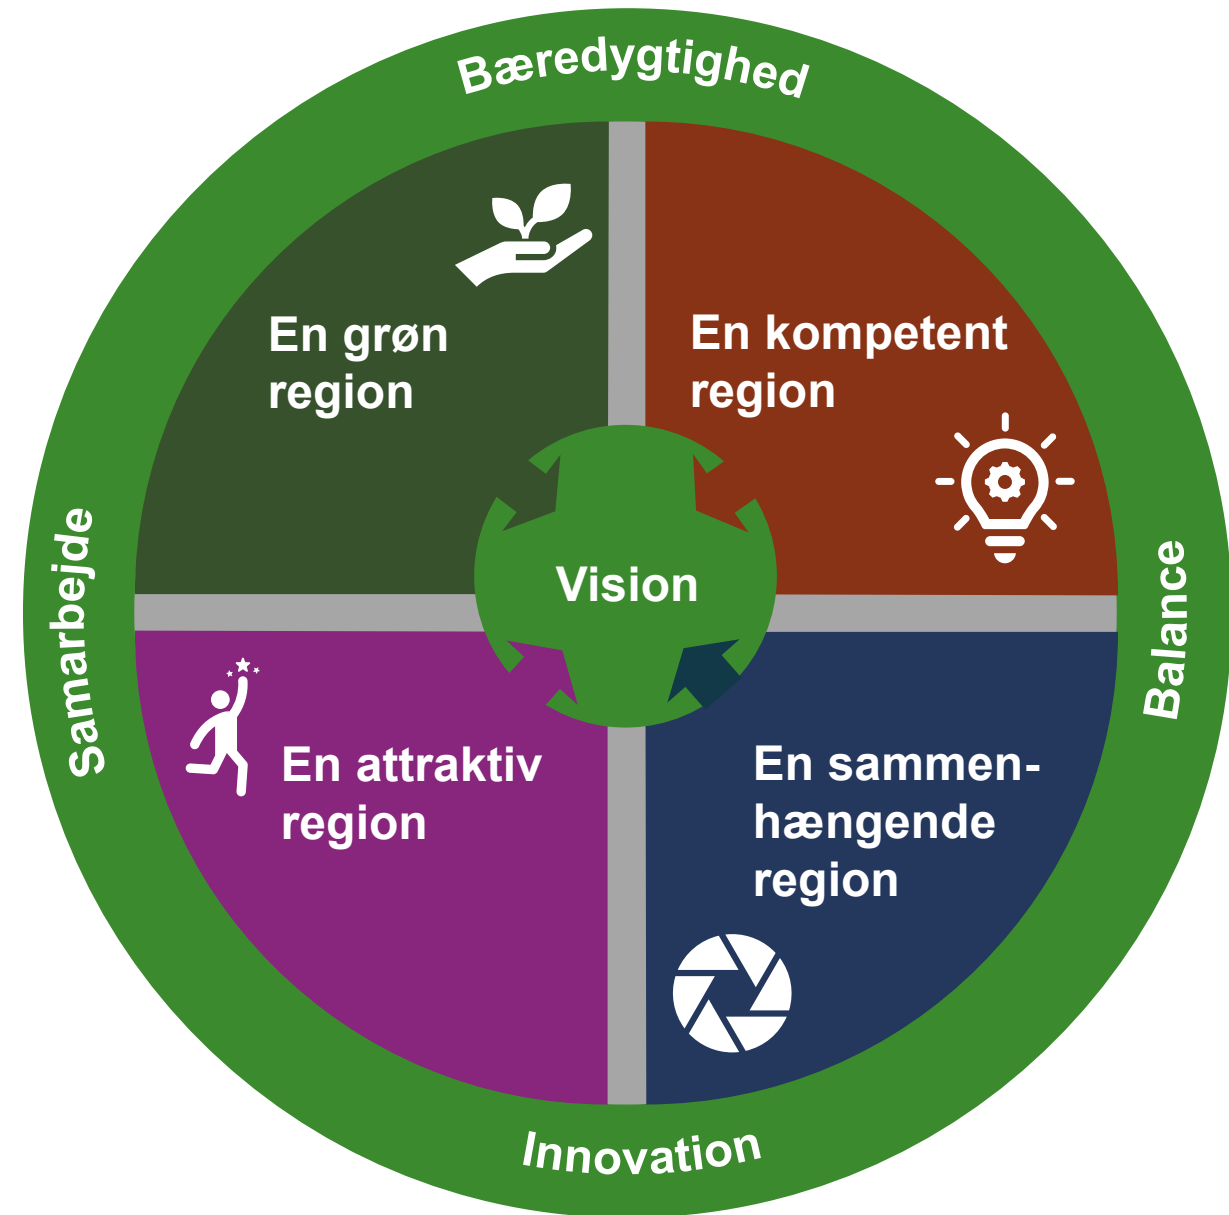 Bæredygtighed
En grøn
region
En kompetent
region
Samarbejde
Vision
Balance
En attraktiv
region
En sammen-
hængende
region
Innovation